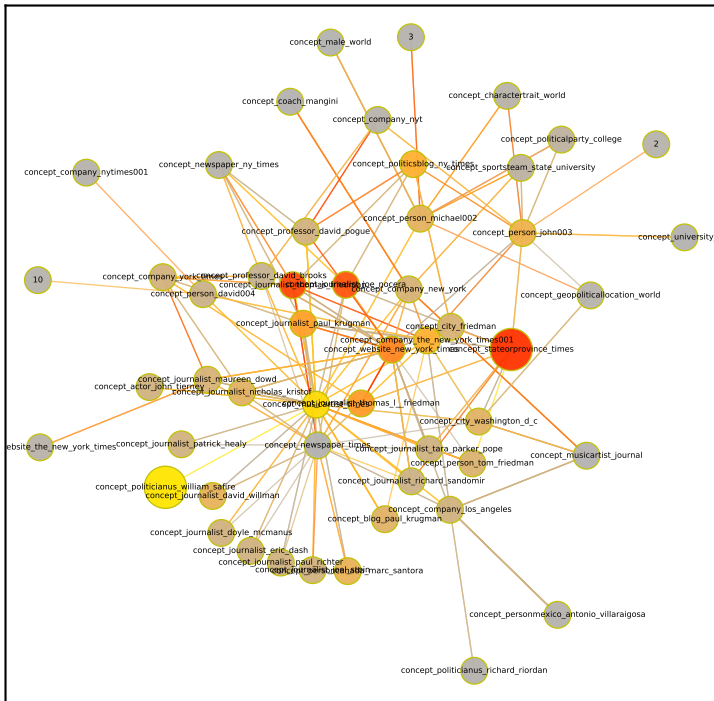 concept_male_world
3
concept_coach_mangini
concept_charactertrait_world
concept_company_nyt
concept_politicalparty_college
2
concept_newspaper_ny_times
concept_politicsblog_ny_times
concept_sportsteam_state_university
concept_company_nytimes001
concept_person_michael002
concept_professor_david_pogue
concept_person_john003
concept_university
concept_company_york_times
concept_professor_david_brooks
10
concept_person_david004
concept_company_new_york
concept_geopoliticallocation_world
concept_journalist_paul_krugman
concept_city_friedman
concept_company_the_new_york_times001
concept_website_new_york_times
concept_stateorprovince_times
concept_journalist_maureen_dowd
concept_actor_john_tierney
concept_journalist_nicholas_kristof
concept_journalist_thomas_l__friedman
concept_city_washington_d_c
concept_journalist_patrick_healy
concept_newspaper_times
ebsite_the_new_york_times
concept_journalist_tara_parker_pope
concept_musicartist_journal
concept_person_tom_friedman
concept_politicianus_william_safire
concept_journalist_richard_sandomir
concept_journalist_david_willman
concept_company_los_angeles
concept_blog_paul_krugman
concept_journalist_doyle_mcmanus
concept_journalist_eric_dash
concept_journalist_paul_richter
concept_personmexico_antonio_villaraigosa
concept_politicianus_richard_riordan